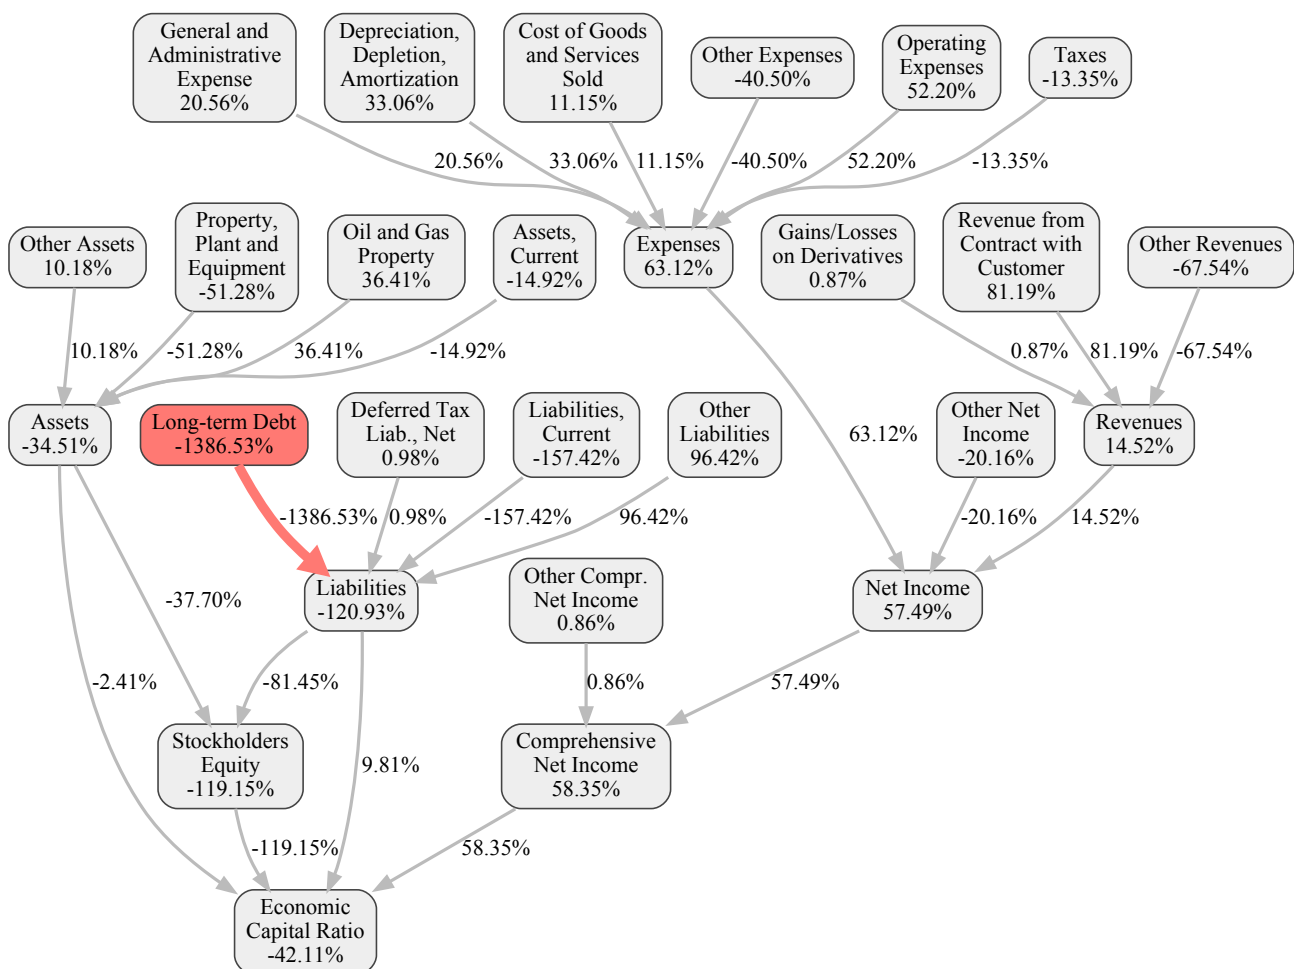 General and
Administrative
Expense
20.56%
Depreciation,
Depletion,
Amortization
33.06%
Cost of Goods
and Services
Sold
11.15%
Other Expenses
-40.50%
Operating
Expenses
52.20%
Taxes
-13.35%
20.56%
33.06%
11.15%
-40.50%
52.20%
-13.35%
Other Assets
10.18%
Property,
Plant and
Equipment
-51.28%
Oil and Gas
Property
36.41%
Assets,
Current
-14.92%
Expenses
63.12%
Gains/Losses
on Derivatives
0.87%
Revenue from
Contract with
Customer
81.19%
Other Revenues
-67.54%
10.18%
-51.28%
36.41%
-14.92%
0.87%
81.19%
-67.54%
Assets
-34.51%
Long-term Debt
-1386.53%
Deferred Tax
Liab., Net
0.98%
Liabilities,
Current
-157.42%
Other
Liabilities
96.42%
63.12%
Other Net
Income
-20.16%
Revenues
14.52%
-1386.53%
0.98%
-157.42%
96.42%
-20.16%
14.52%
-37.70%
Liabilities
-120.93%
Other Compr.
Net Income
0.86%
Net Income
57.49%
-2.41%
-81.45%
0.86%
57.49%
Stockholders
Equity
-119.15%
9.81%
Comprehensive
Net Income
58.35%
-119.15%
58.35%
Economic
Capital Ratio
-42.11%